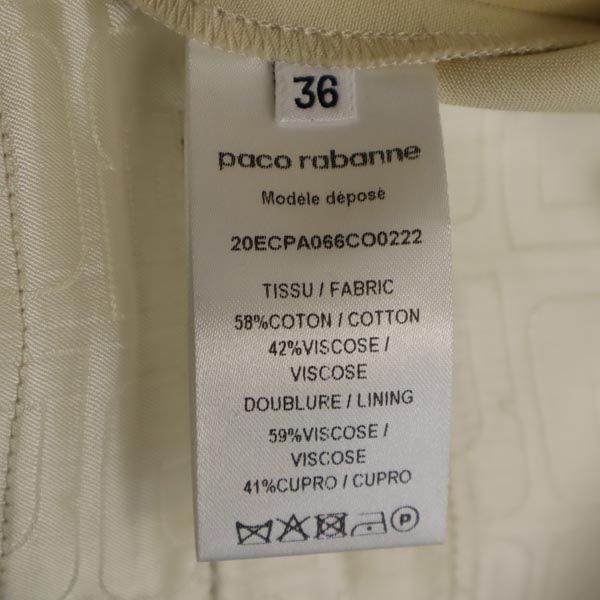 36
paco rabanne
Modèle déposé
20ECPA066CO0222
TISSU / FABRIC
58%COTON / COTTON
42%VISCOSE /
VISCOSE
DOUBLURE / LINING
59%VISCOSE /
VISCOSE
41%CUPRO / CUPRO
P